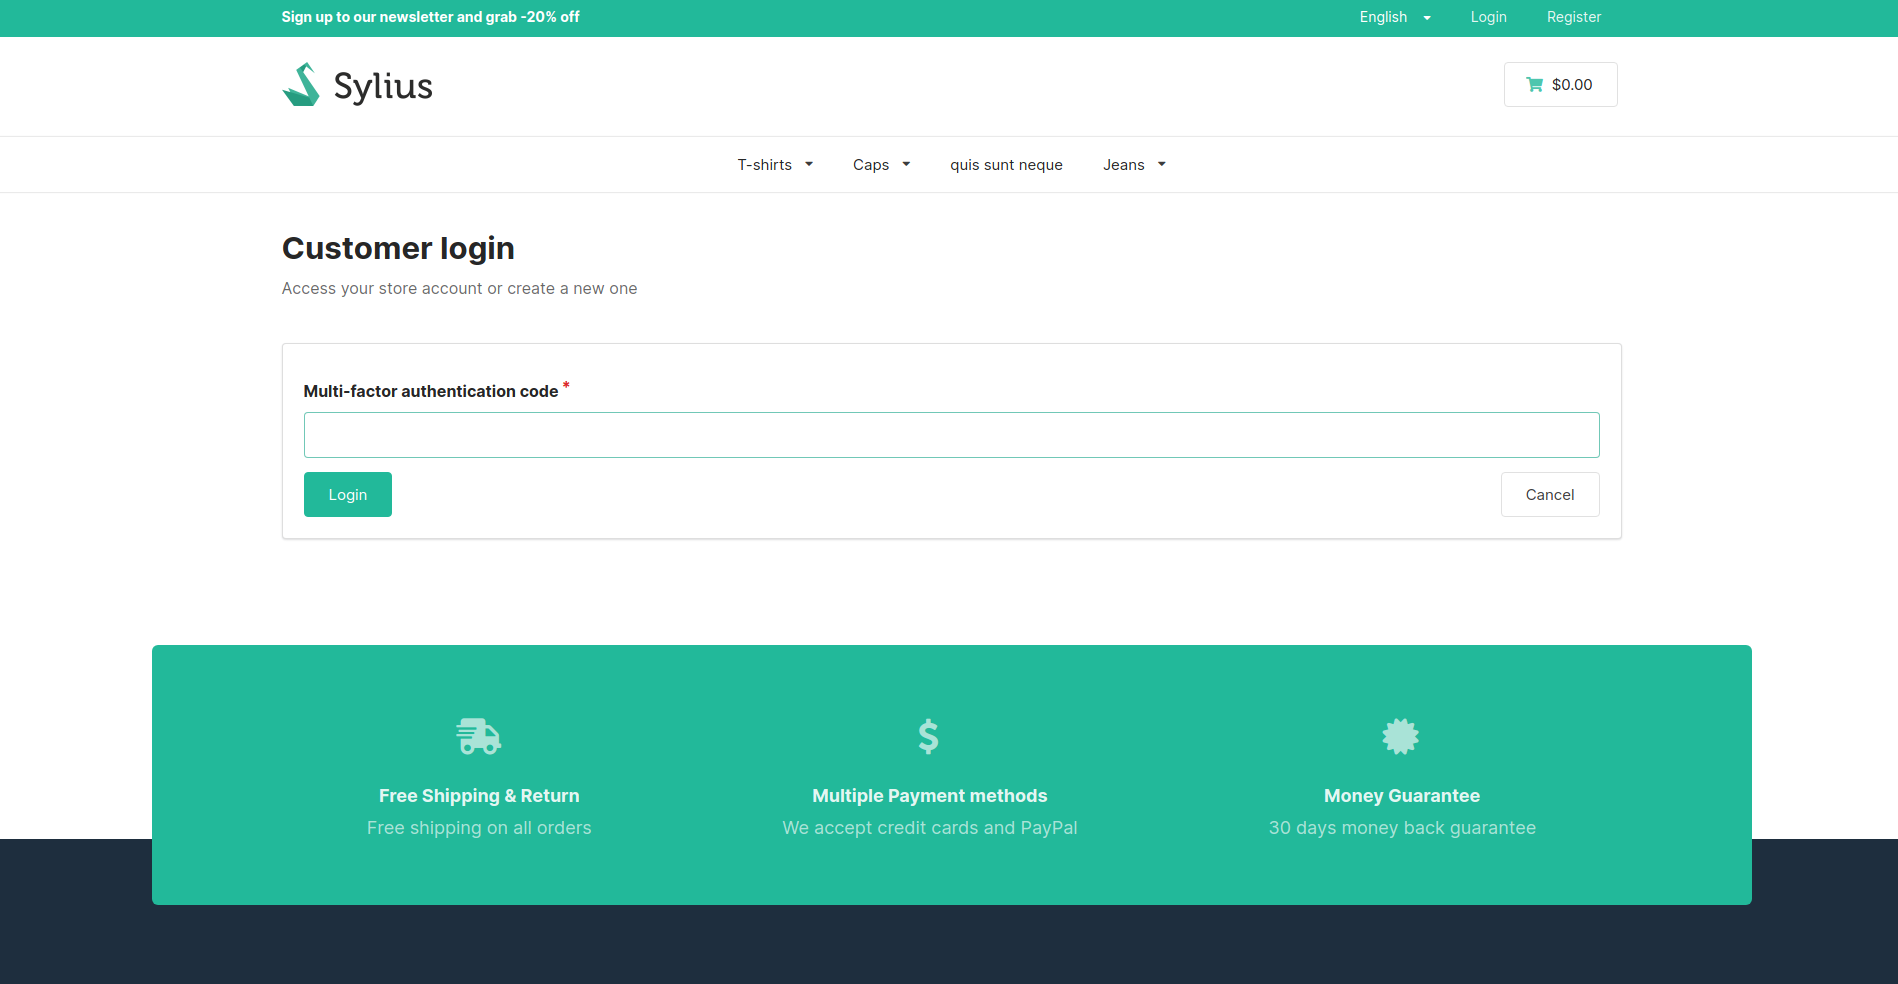 Sign up to our newsletter and grab -20% off
English
Login
Register
Sylius
$0.00
T-shirts
Caps
quis sunt neque
Jeans
Customer login
Access your store account or create a new one
Multi-factor authentication code *
Login
Cancel
Free Shipping & Return
Free shipping on all orders
Multiple Payment methods
We accept credit cards and PayPal
Money Guarantee
30 days money back guarantee